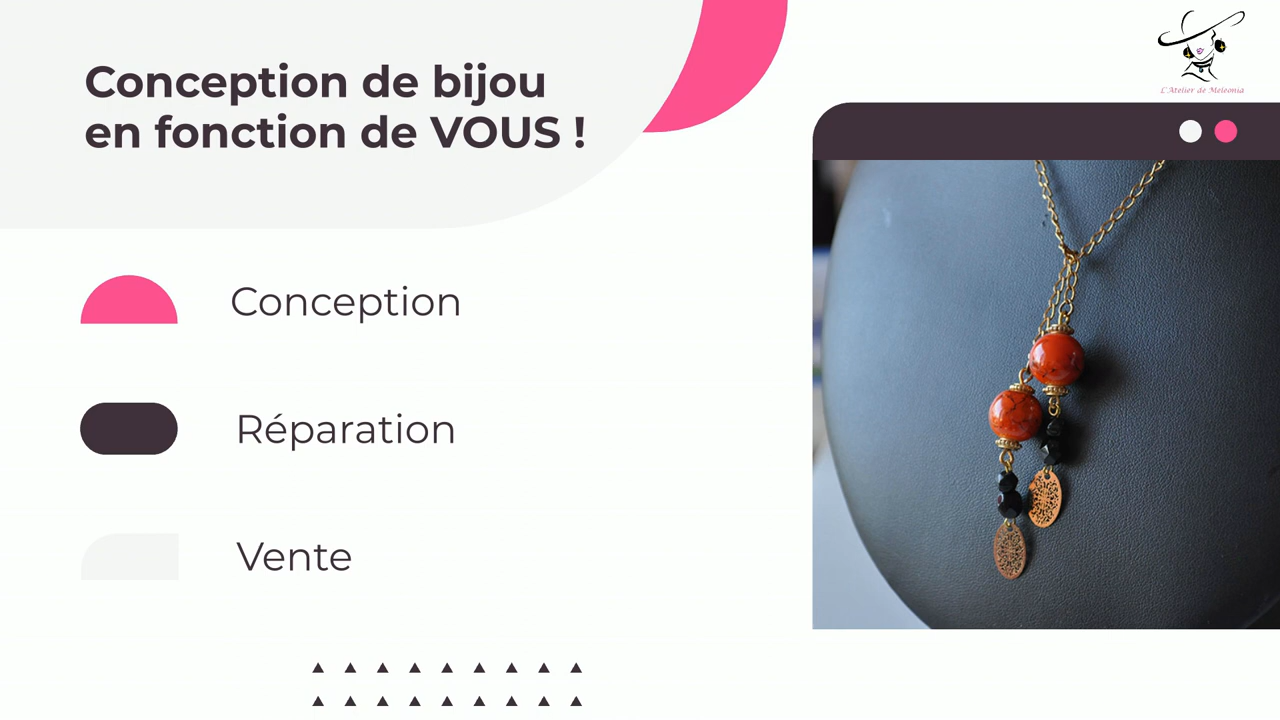 Conception de bijou
en fonction de VOUS !
L'Atelier de Meleonia
Conception
Réparation
Vente